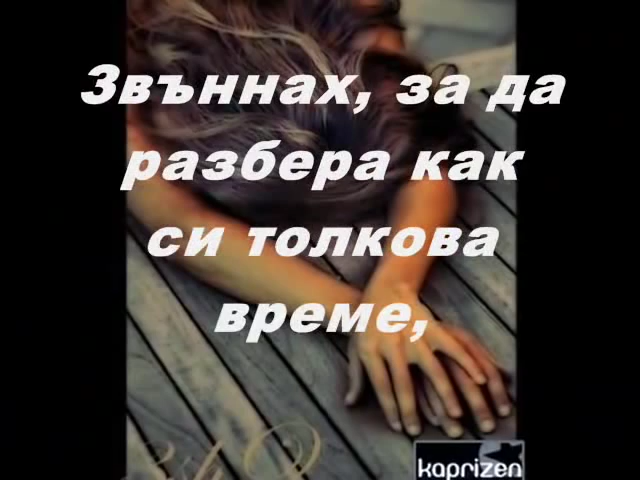 Звъннах, за да
разбера как
си толкова
време,
kaprizen